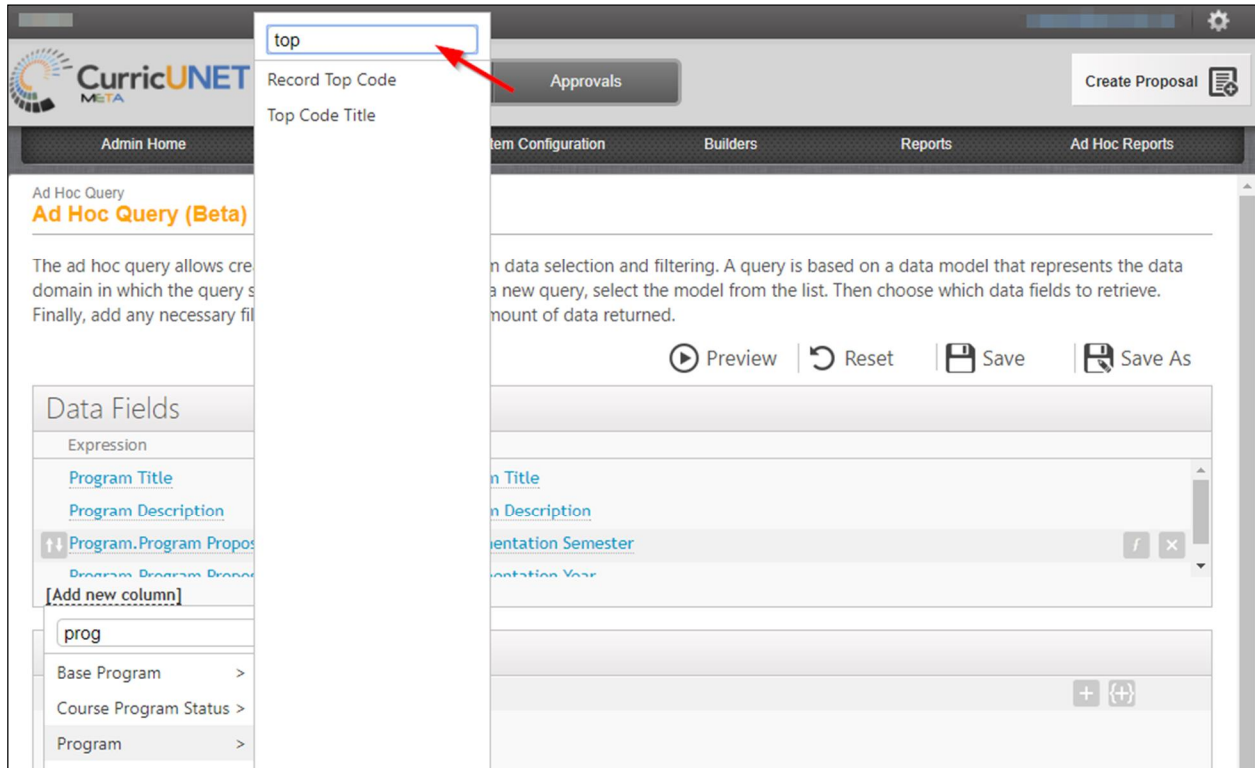 top
Record Top Code
Top Code Title
CurricUNET
META
Approvals
Create Proposal
Admin Home
tem Configuration
Builders
Reports
Ad Hoc Reports
Ad Hoc Query
Ad Hoc Query (Beta)
The ad hoc query allows cre n data selection and filtering. A query is based on a data model that represents the data
domain in which the query s a new query, select the model from the list. Then choose which data fields to retrieve.
Finally, add any necessary fil mount of data returned.
Preview Reset Save Save As
Data Fields
Expression
Program Title n Title
Program Description n Description
Program.Program Propos entation Semester
Program.Program Propos entation Year
[Add new column]
prog
Base Program >
Course Program Status >
Program >